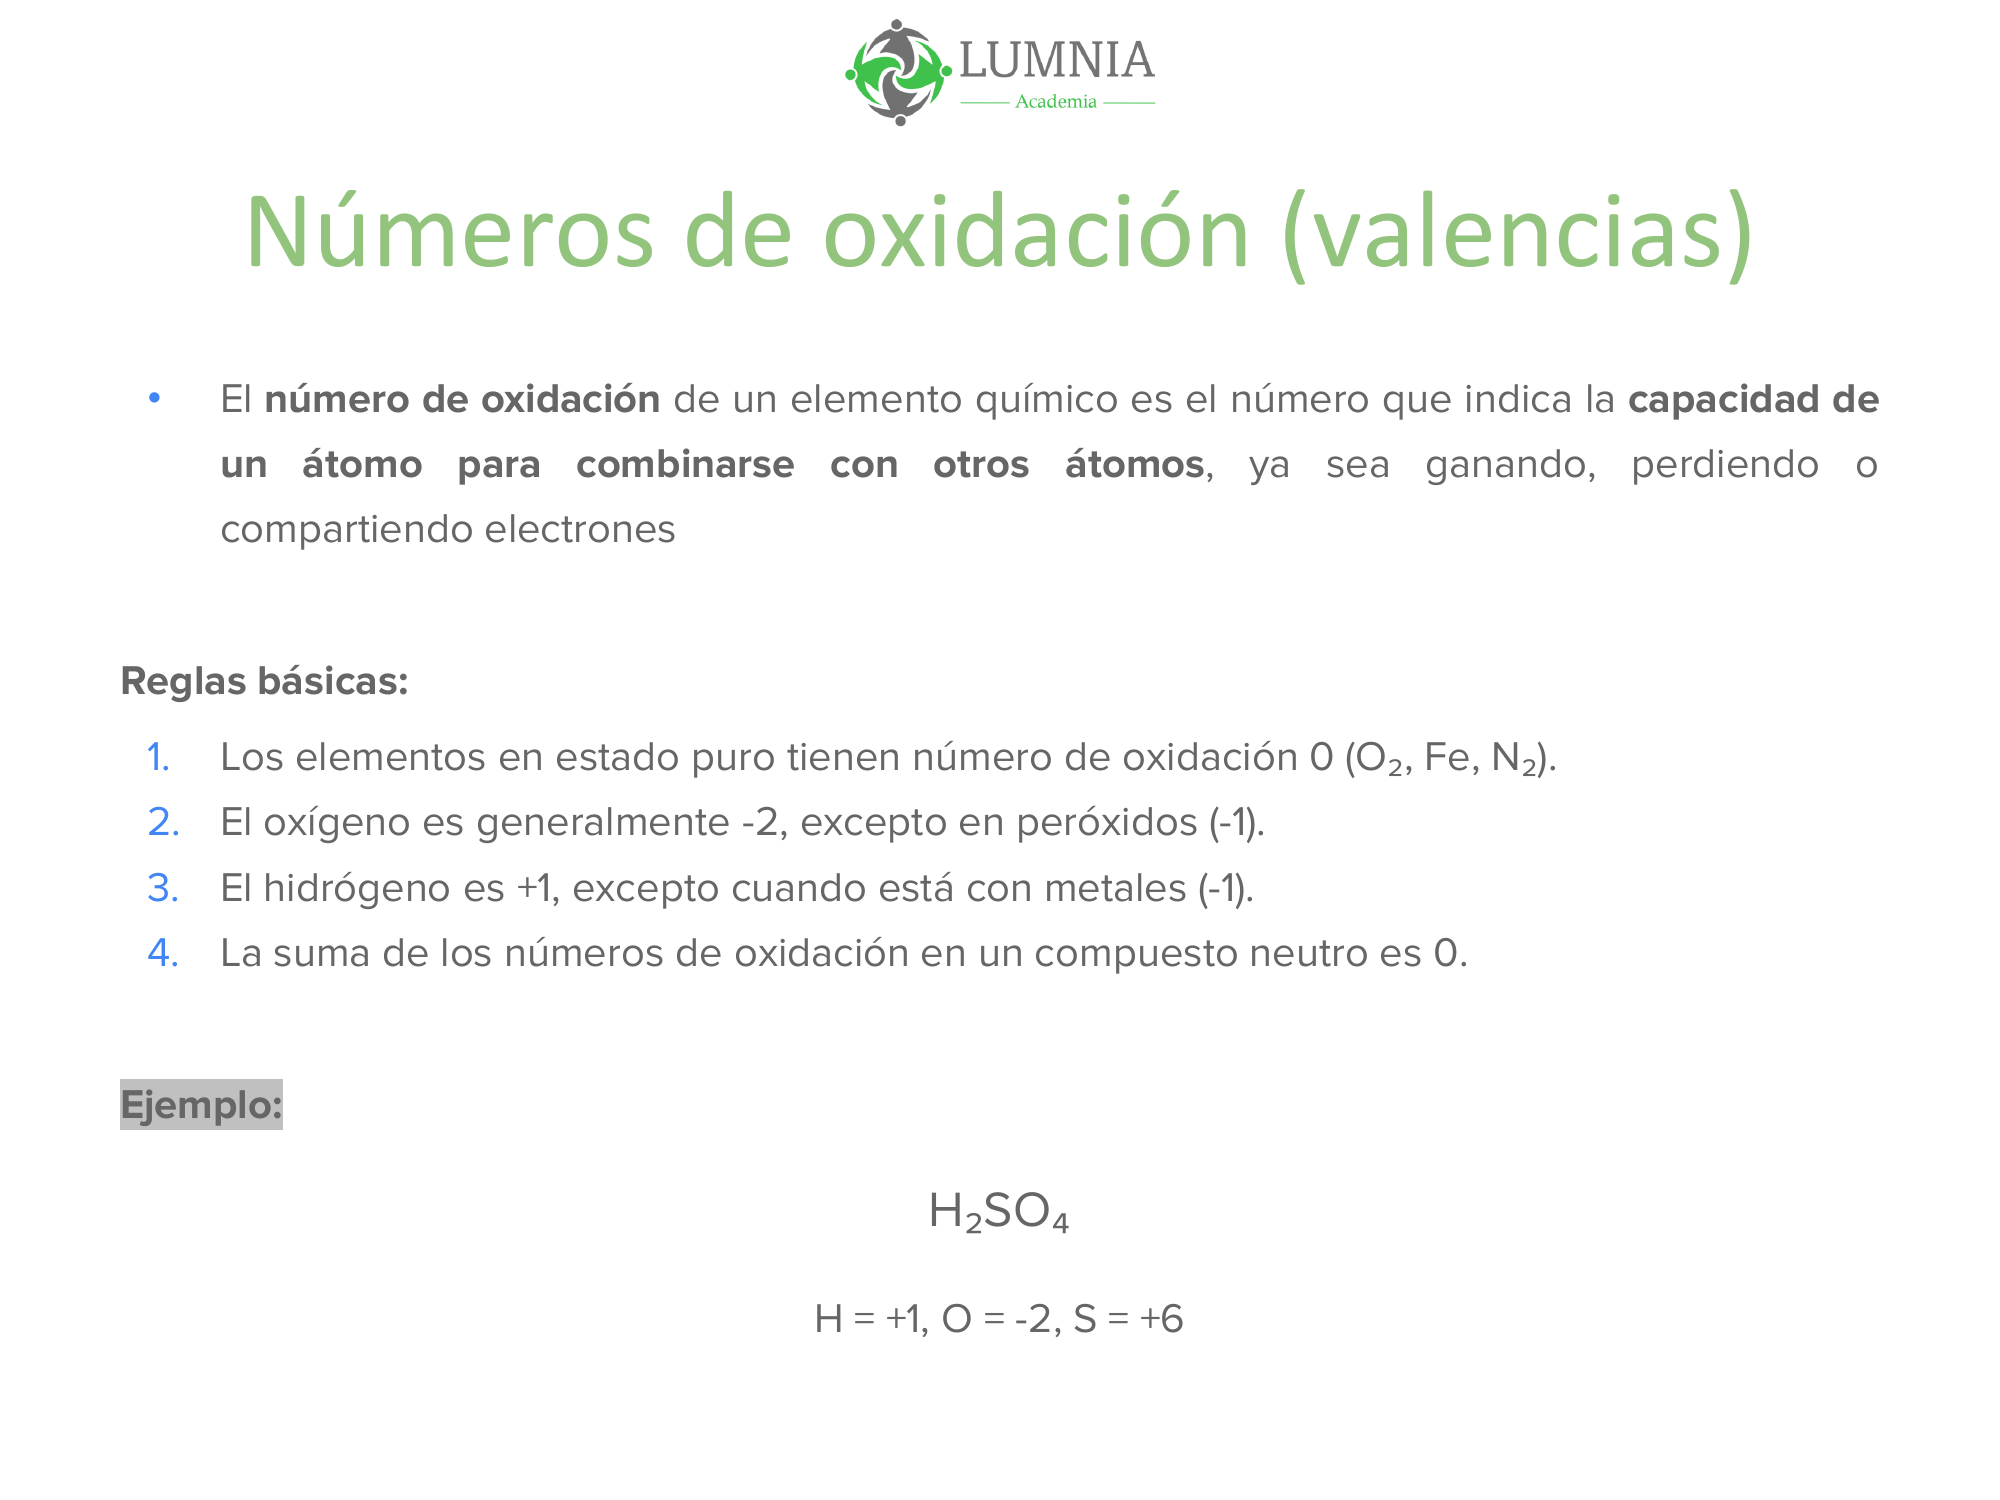 LUMNIA
Academia
Números de oxidación (valencias)
• El número de oxidación de un elemento químico es el número que indica la capacidad de
un átomo para combinarse con otros átomos, ya sea ganando, perdiendo o
compartiendo electrones
Reglas básicas:
1. Los elementos en estado puro tienen número de oxidación 0 (O₂, Fe, N₂).
2. El oxígeno es generalmente -2, excepto en peróxidos (-1).
3. El hidrógeno es +1, excepto cuando está con metales (-1).
4. La suma de los números de oxidación en un compuesto neutro es 0.
Ejemplo:
H₂SO₄
H = +1, O = -2, S = +6